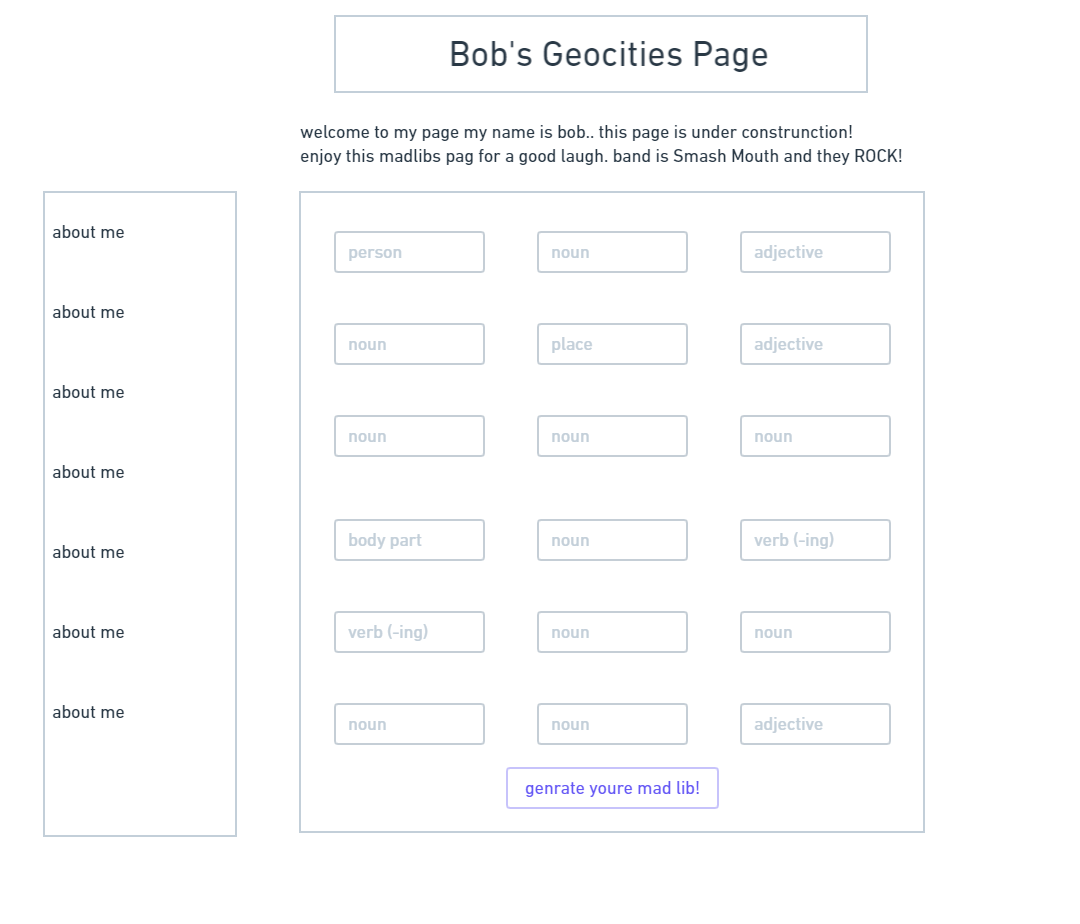 Bob's Geocities Page
welcome to my page my name is bob.. this page is under construnction!
enjoy this madlibs pag for a good laugh. band is Smash Mouth and they ROCK!
about me
about me
about me
about me
about me
about me
about me
person noun adjective
noun place adjective
noun noun noun
body part noun verb (-ing)
verb (-ing) noun noun
noun noun adjective
genrate youre mad lib!